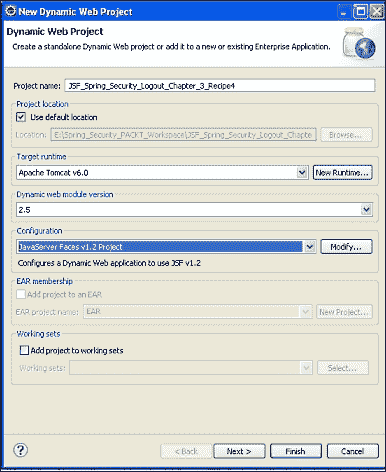 New Dynamic Web Project
Dynamic Web Project
Create a standalone Dynamic Web project or add it to a new or existing Enterprise Application.
Project name: JSF_Spring_Security_Logout_Chapter_3_Recipe4
Project location
Use default location
Location: E:\Spring_Security_PACKT_Workspace\JSF_Spring_Security_Logout_Chapte Browse...
Target runtime
Apache Tomcat v6.0 New Runtime...
Dynamic web module version
2.5
Configuration
JavaServer Faces v1.2 Project Modify...
Configures a Dynamic Web application to use JSF v1.2
EAR membership
Add project to an EAR
EAR project name: EAR New Project...
Working sets
Add project to working sets
Working sets: Select...
? < Back Next > Finish Cancel